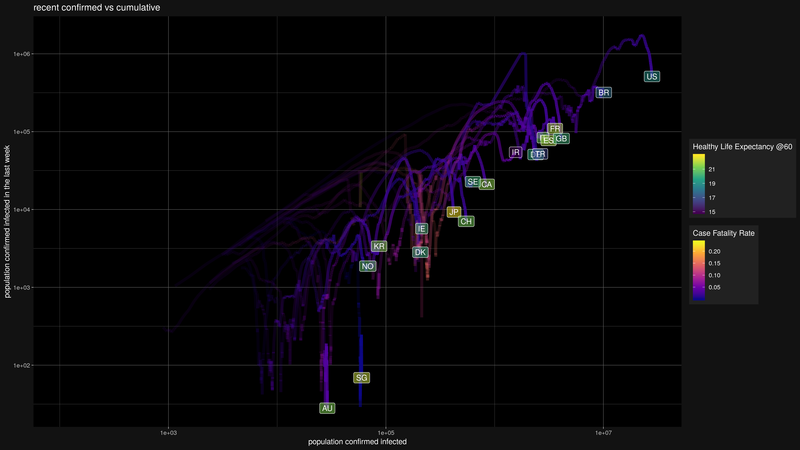 recent confirmed vs cumulative
population confirmed infected in the last week
1e+06
1e+05
1e+04
1e+03
1e+02
US
BR
FR
ES
GB
IR
TR
SE
CA
JP
CH
IE
KR
DK
NO
SG
AU
1e+03
1e+05
1e+07
population confirmed infected
Healthy Life Expectancy @60
21
19
17
15
Case Fatality Rate
0.20
0.15
0.10
0.05